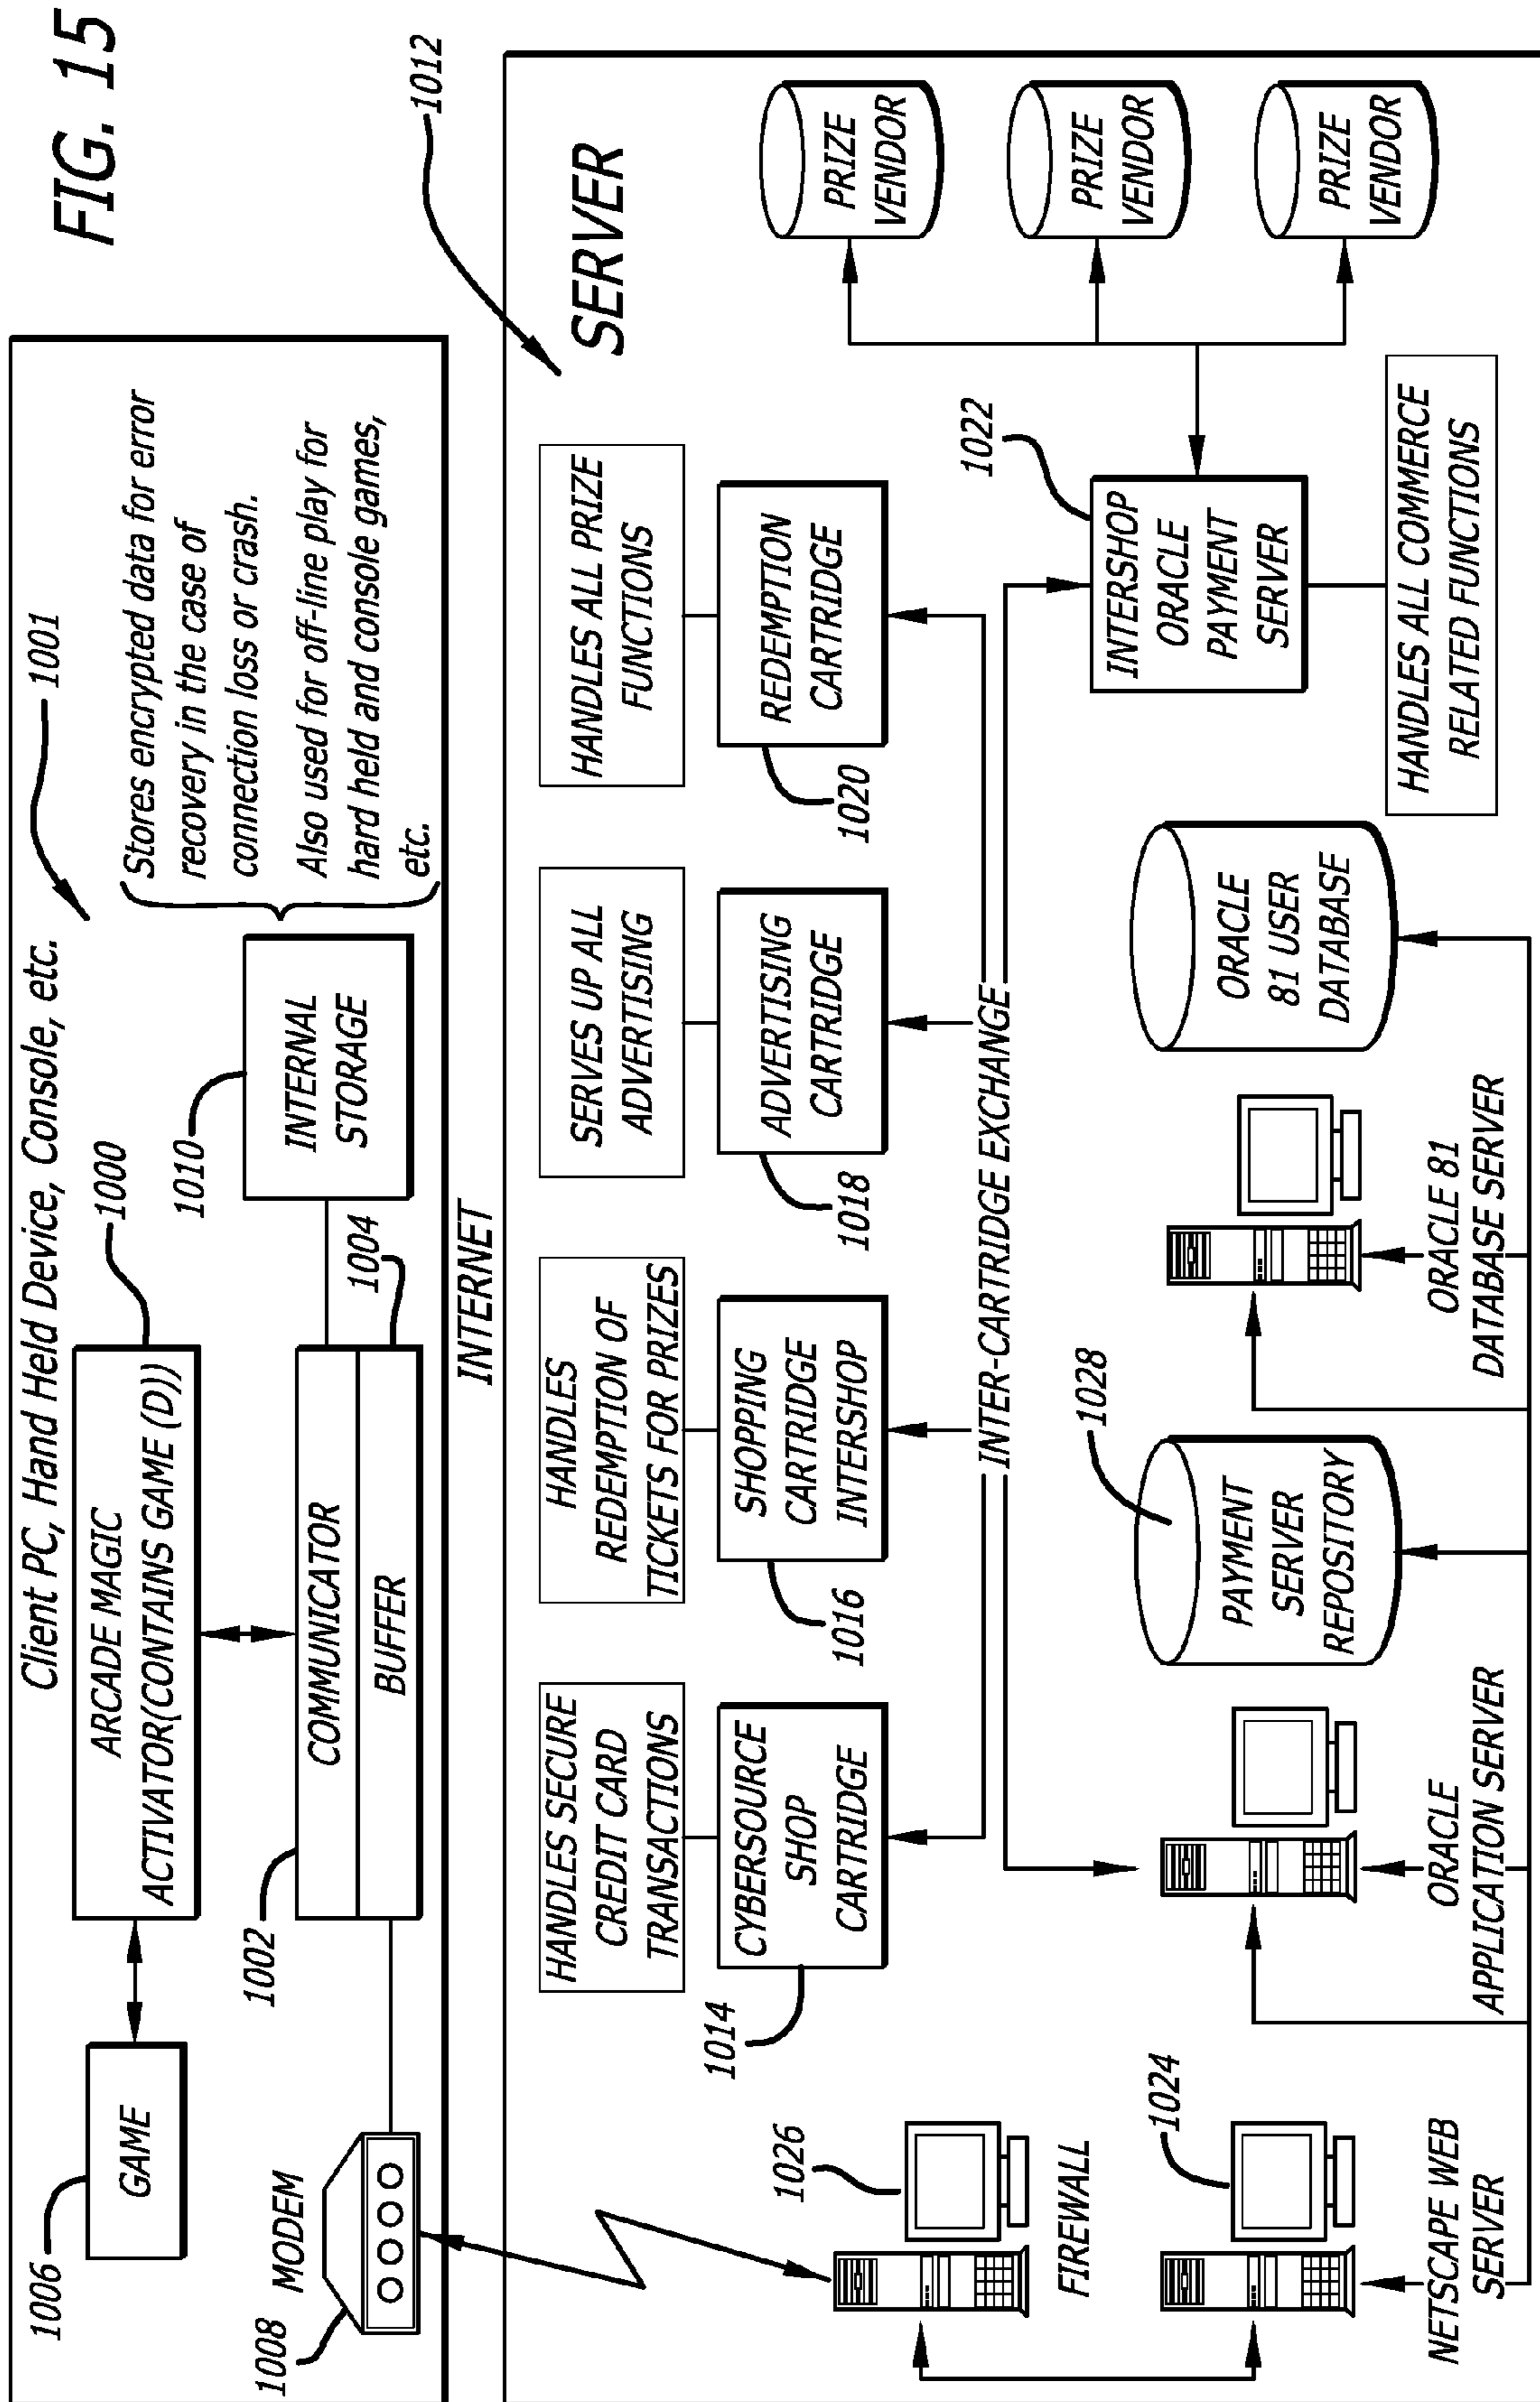 FIG. 15
Client PC, Hand Held Device, Console, etc.
1001
1006
GAME
ARCADE MAGIC
ACTIVATOR(CONTAINS GAME (D))
1000
1010
INTERNAL
STORAGE
Stores encrypted data for error
recovery in the case of
connection loss or crash.
Also used for off-line play for
hard held and console games,
etc.
MODEM
1008
1002
COMMUNICATOR
BUFFER
1004
INTERNET
1012
SERVER
HANDLES SECURE
CREDIT CARD
TRANSACTIONS
HANDLES
REDEMPTION OF
TICKETS FOR PRIZES
SERVES UP ALL
ADVERTISING
HANDLES ALL PRIZE
FUNCTIONS
CYBERSOURCE
SHOP
CARTRIDGE
1014
SHOPPING
CARTRIDGE
INTERSHOP
1016
ADVERTISING
CARTRIDGE
1018
REDEMPTION
CARTRIDGE
1020
PRIZE
VENDOR
PRIZE
VENDOR
PRIZE
VENDOR
INTER-CARTRIDGE EXCHANGE
1022
INTERSHOP
ORACLE
PAYMENT
SERVER
HANDLES ALL COMMERCE
RELATED FUNCTIONS
1026
FIREWALL
1024
NETSCAPE WEB
SERVER
ORACLE
APPLICATION SERVER
1028
PAYMENT
SERVER
REPOSITORY
ORACLE 81
DATABASE SERVER
ORACLE
81 USER
DATABASE